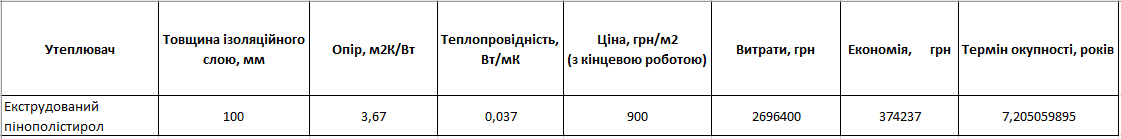 Утеплювач
Товщина ізоляційного
слою, мм
Опір, м2К/Вт
Теплопровідність,
Вт/мК
Ціна, грн/м2
(з кінцевою роботою)
Витрати, грн
Економія, грн
Термін окупності, років
Екструдований
пінополістирол
100
3,67
0,037
900
2696400
374237
7,205059895